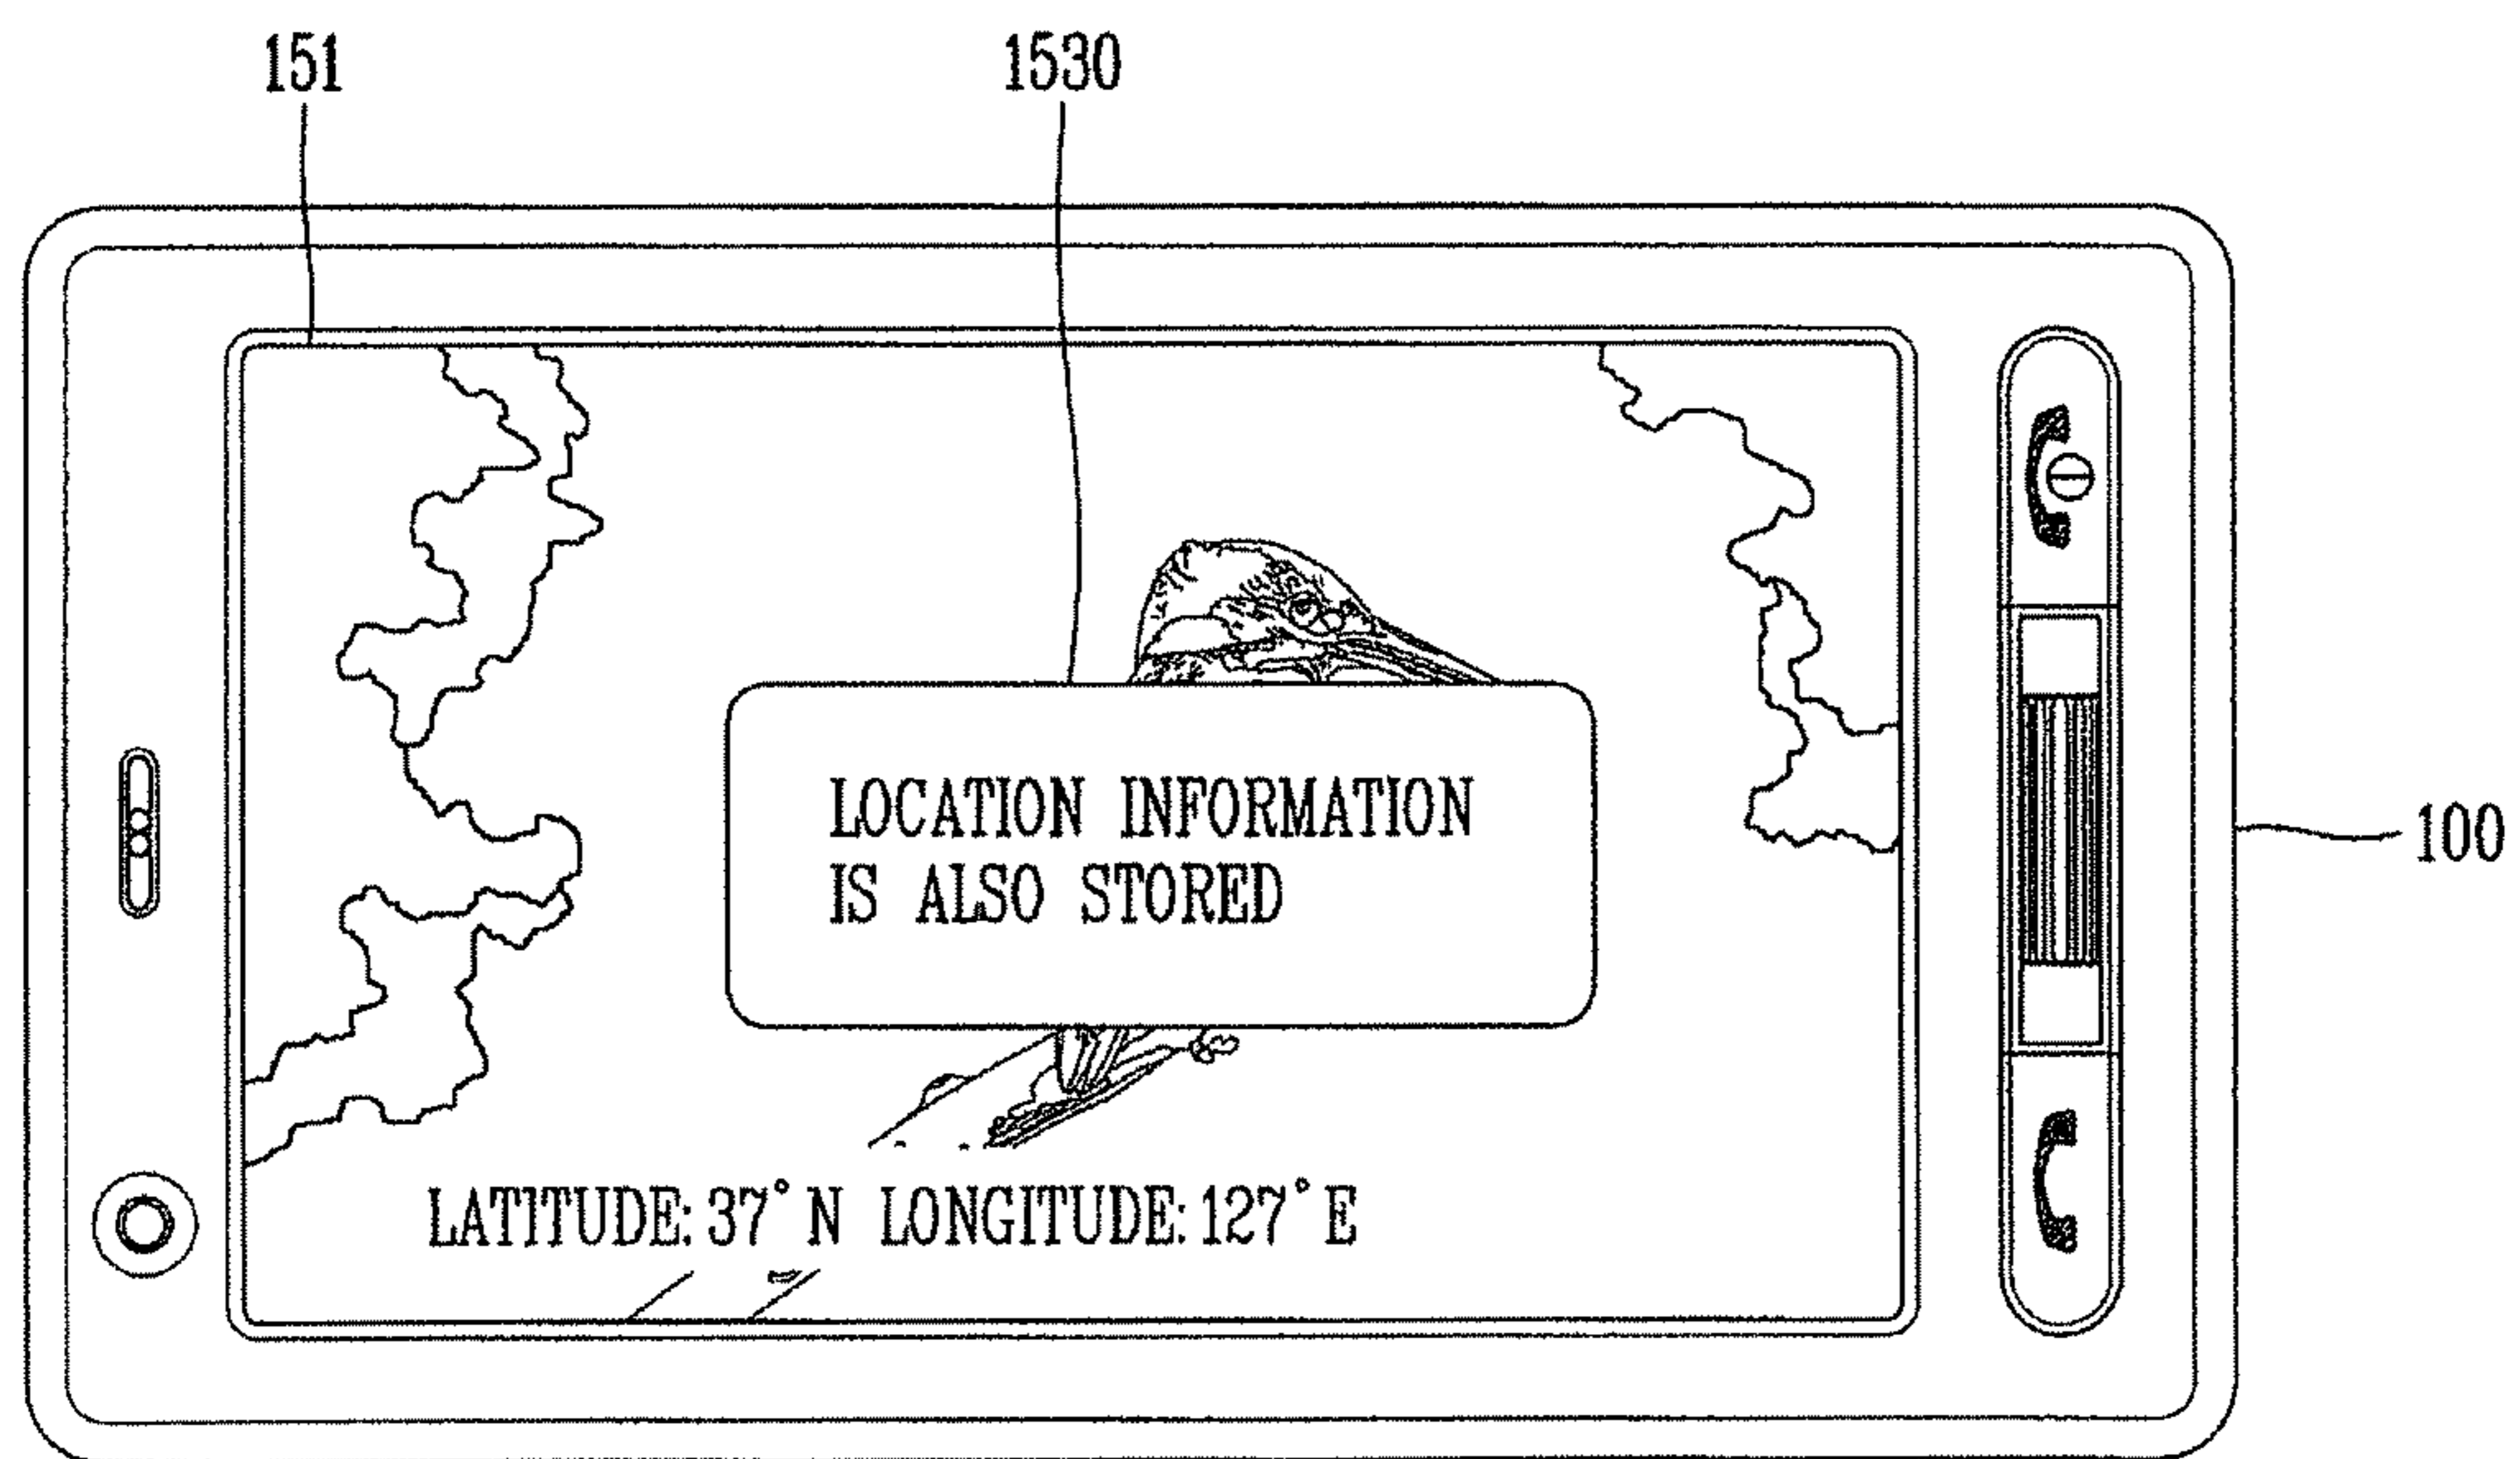 151
1530
LOCATION INFORMATION
IS ALSO STORED
100
LATITUDE: 37° N LONGITUDE: 127° E